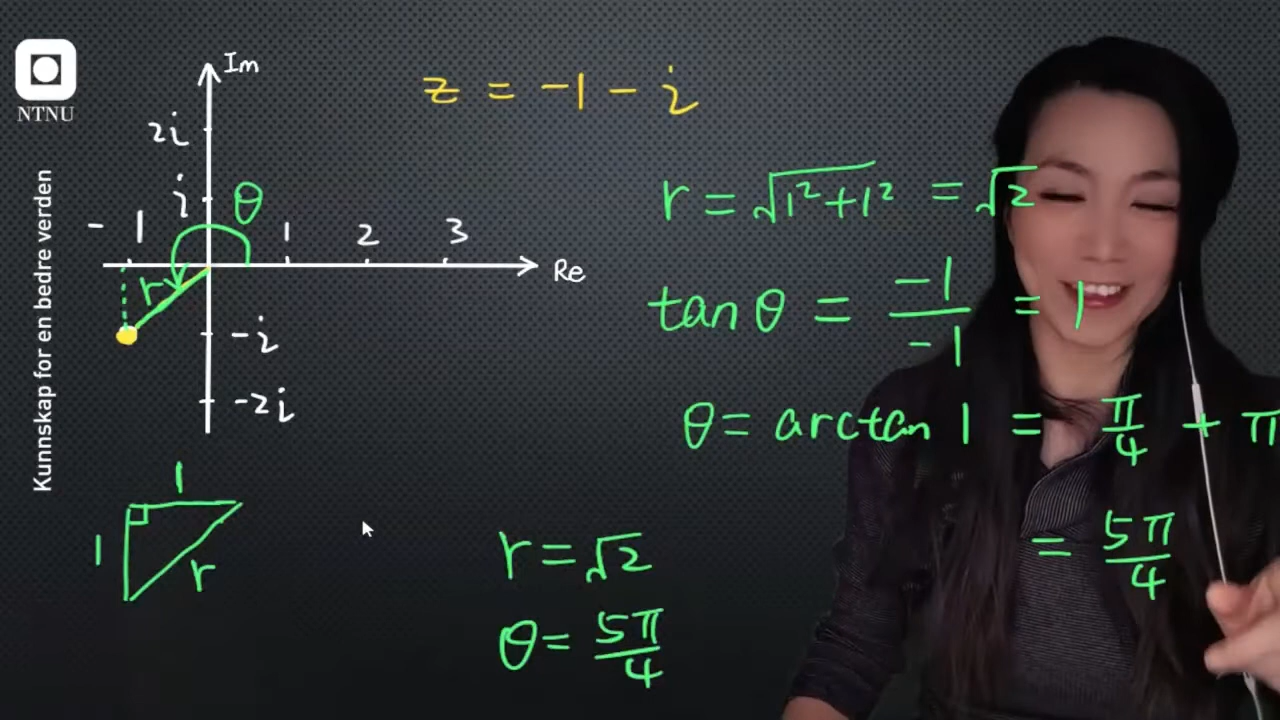 NTNU
Kunnskap for en bedre verden
Im
2i
i
θ
-1
1
2
3
Re
r
-i
-2i
1
1
r
z = -1 - i
r = √1²+1² = √2
tan θ = -1/-1 = 1
θ = arctan 1 = π/4 + π
= 5π/4
r = √2
θ = 5π/4